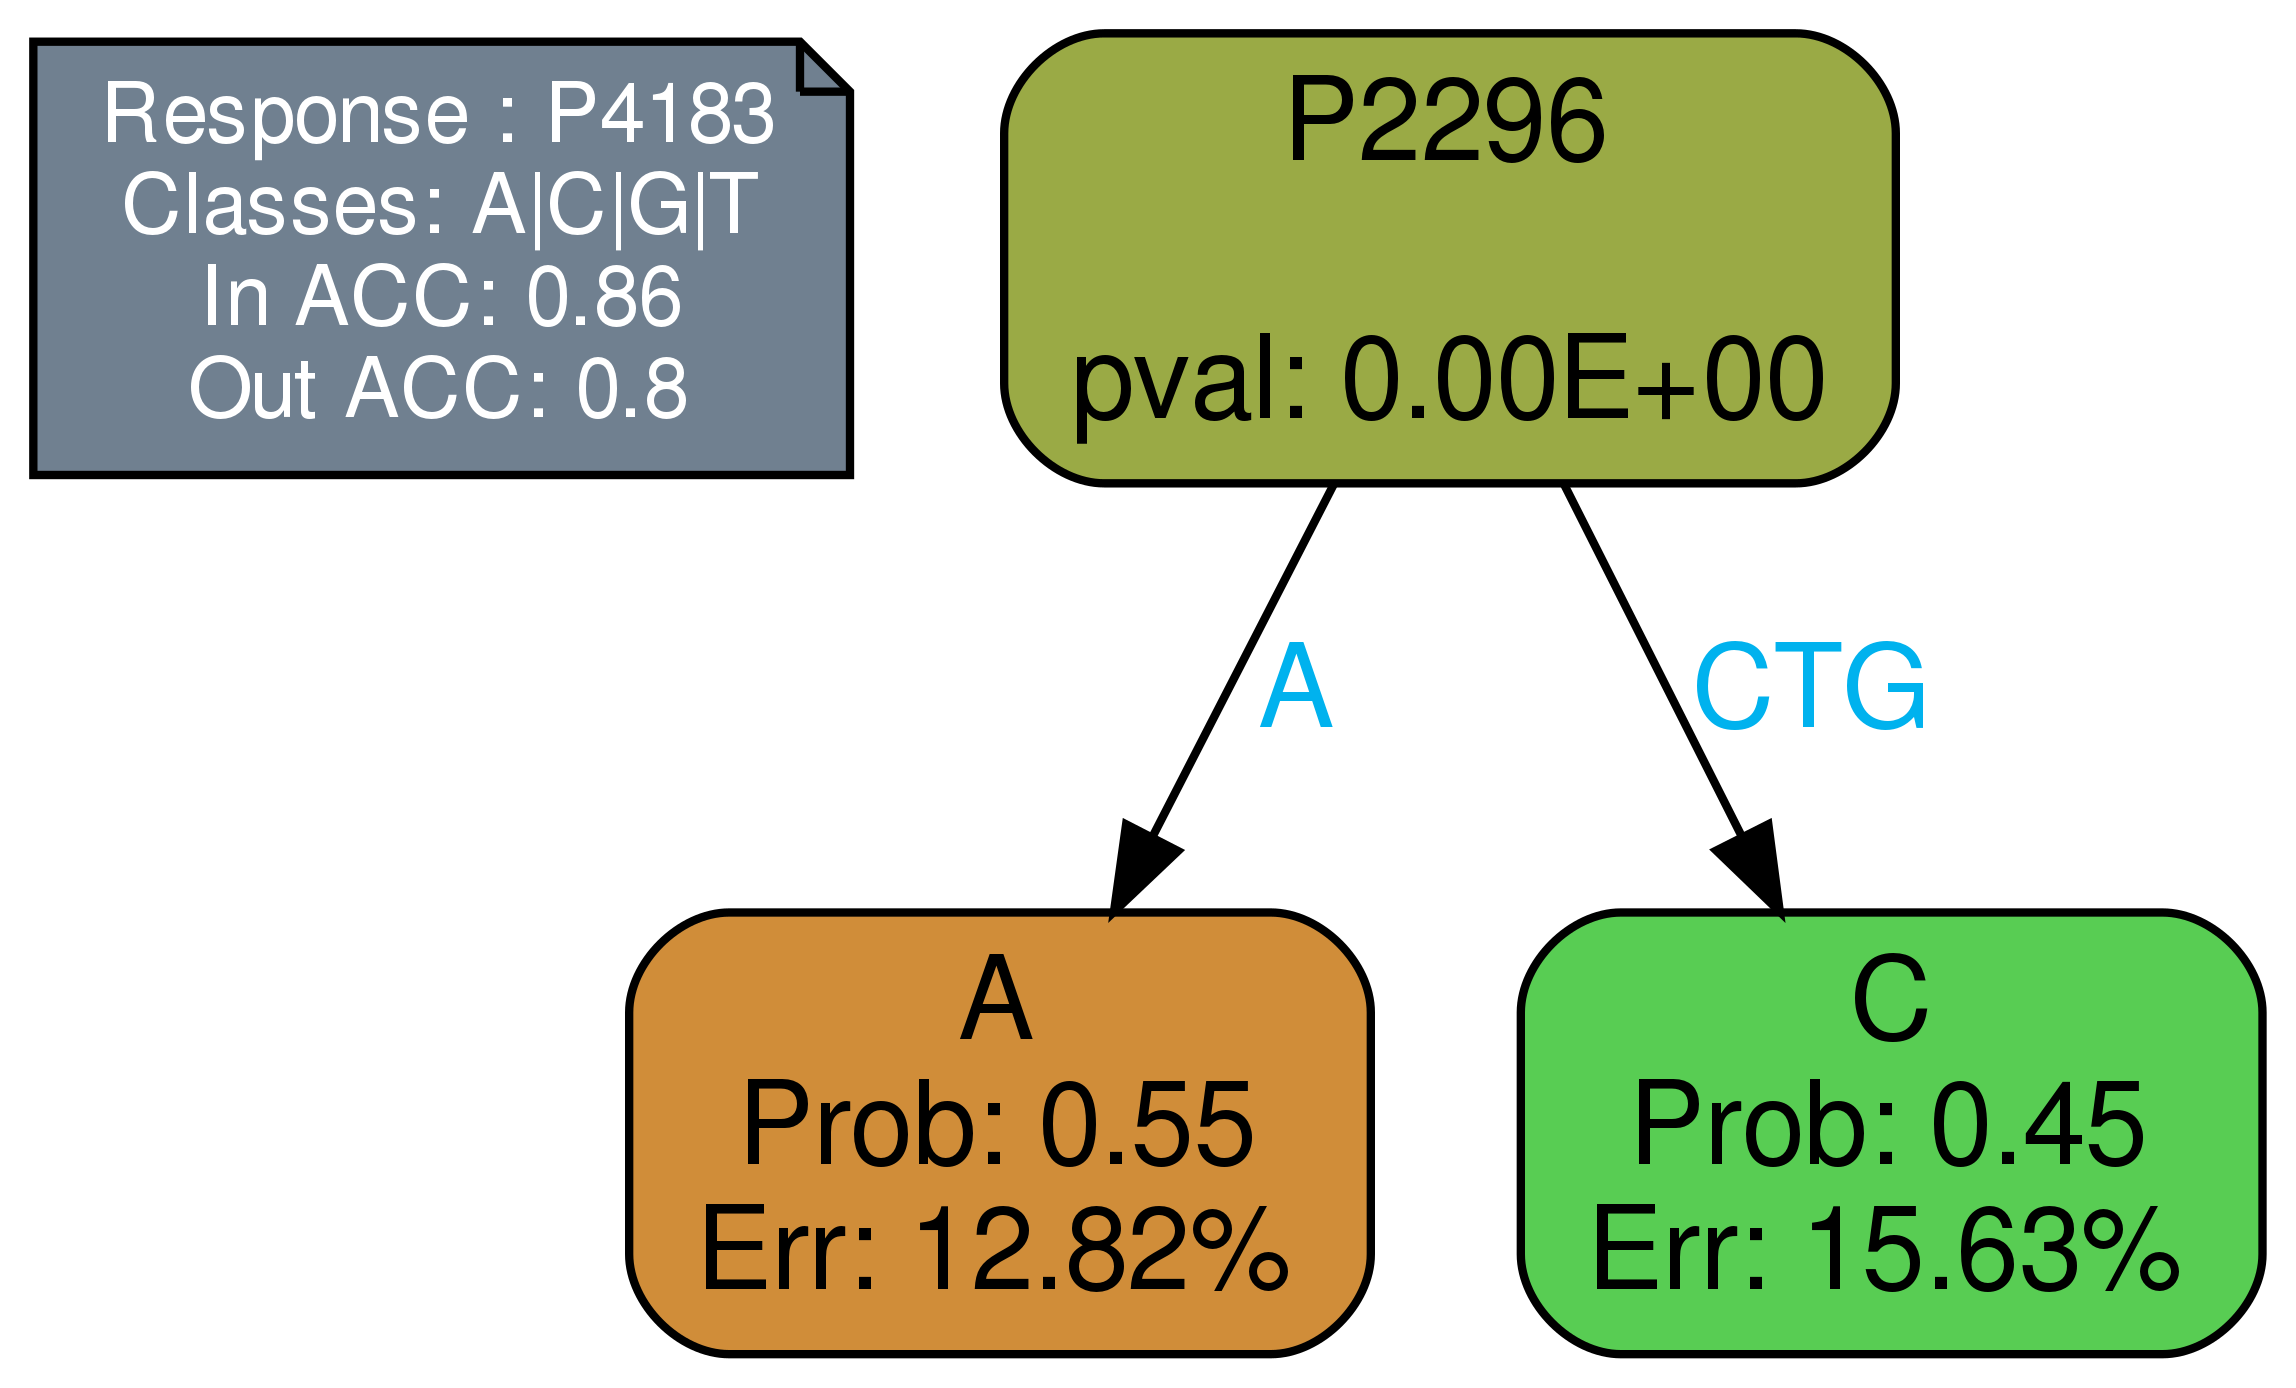 Response : P4183
Classes: A|C|G|T
In ACC: 0.86
Out ACC: 0.8
P2296
pval: 0.00E+00
A
CTG
A
Prob: 0.55
Err: 12.82%
C
Prob: 0.45
Err: 15.63%